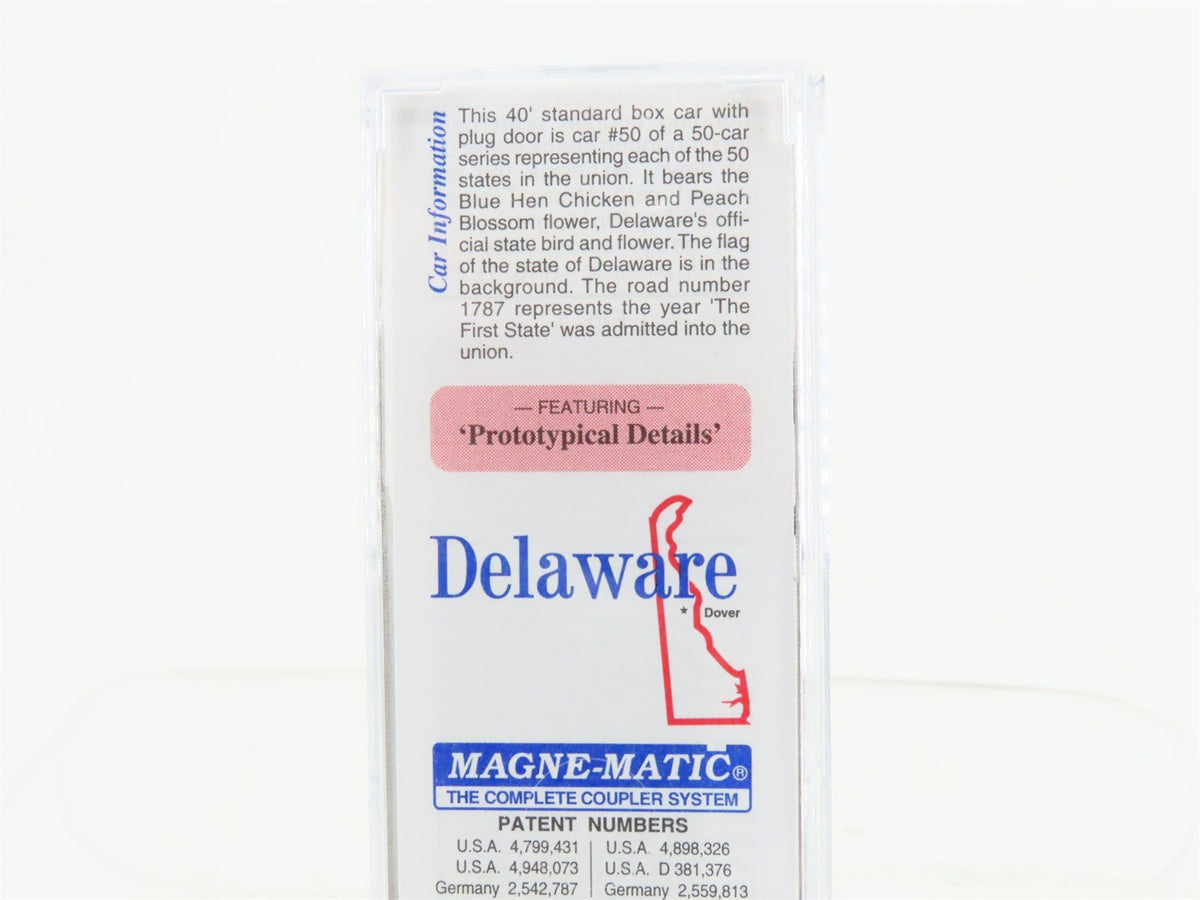 Car Information
This 40' standard box car with
plug door is car #50 of a 50-car
series representing each of the 50
states in the union. It bears the
Blue Hen Chicken and Peach
Blossom flower, Delaware's offi-
cial state bird and flower. The flag
of the state of Delaware is in the
background. The road number
1787 represents the year 'The
First State' was admitted into the
union.
— FEATURING —
‘Prototypical Details’
Delaware
* Dover
MAGNE-MATIC®
THE COMPLETE COUPLER SYSTEM
PATENT NUMBERS
U.S.A. 4,799,431 | U.S.A. 4,898,326
U.S.A. 4,948,073 | U.S.A. D 381,376
Germany 2,542,787 | Germany 2,559,813